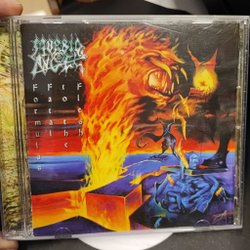 MORBID
ANGEL
Formulas
Fatal
to the
Flesh